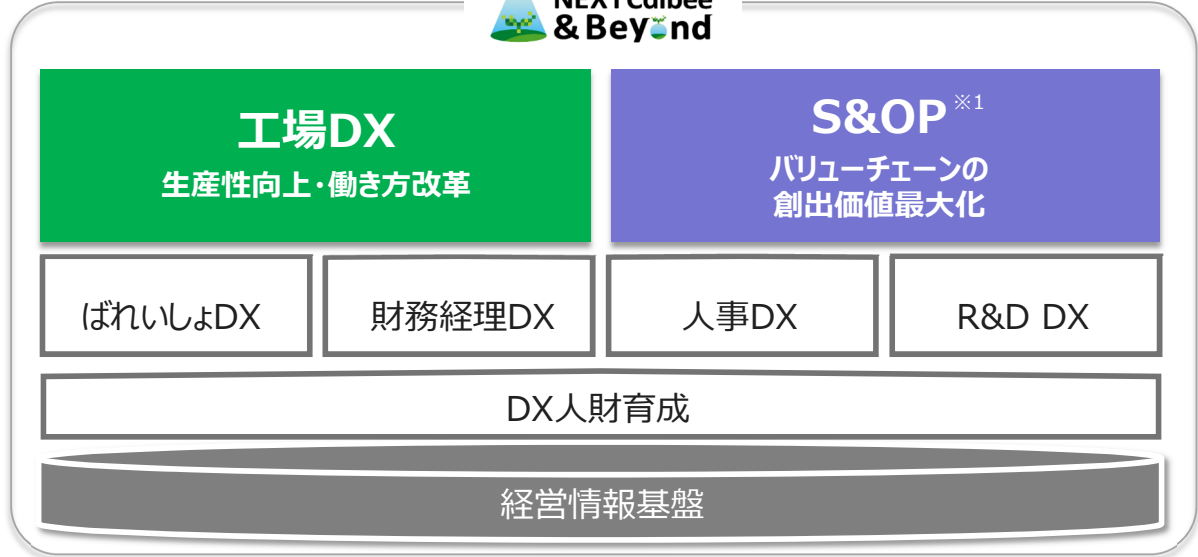 NEXT Calbee
& Beyond
工場DX
生産性向上・働き方改革
S&OP※1
バリューチェーンの
創出価値最大化
ばれいしょDX
財務経理DX
人事DX
R&D DX
DX人財育成
経営情報基盤